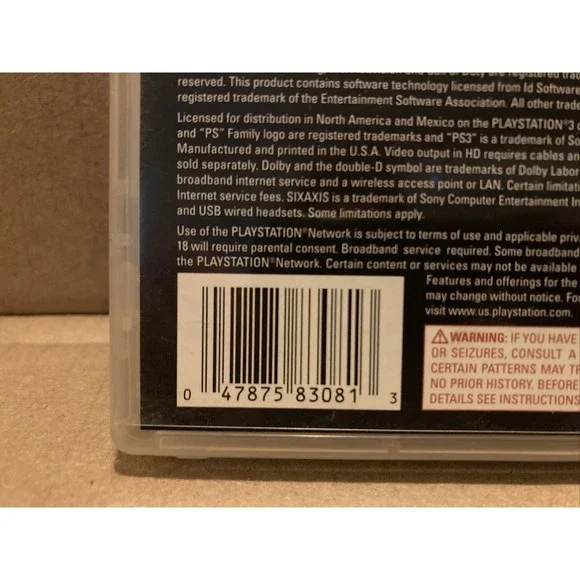 and Call of Duty are registered tra
reserved. This product contains software technology licensed from Id Software
registered trademark of the Entertainment Software Association. All other trade
Licensed for distribution in North America and Mexico on the PLAYSTATION®3
and "PS" Family logo are registered trademarks and "PS3" is a trademark of So
Manufactured and printed in the U.S.A. Video output in HD requires cables an
sold separately. Dolby and the double-D symbol are trademarks of Dolby Labor
broadband internet service and a wireless access point or LAN. Certain limitat
Internet service fees. SIXAXIS is a trademark of Sony Computer Entertainment In
and USB wired headsets. Some limitations apply.
Use of the PLAYSTATION®Network is subject to terms of use and applicable priva
18 will require parental consent. Broadband service required. Some broadband
the PLAYSTATION®Network. Certain content or services may not be available
Features and offerings for the
may change without notice. Fo
visit www.us.playstation.com.
⚠WARNING: IF YOU HAVE
OR SEIZURES, CONSULT A
CERTAIN PATTERNS MAY TR
NO PRIOR HISTORY. BEFORE
DETAILS SEE INSTRUCTIONS
0 47875 83081 3